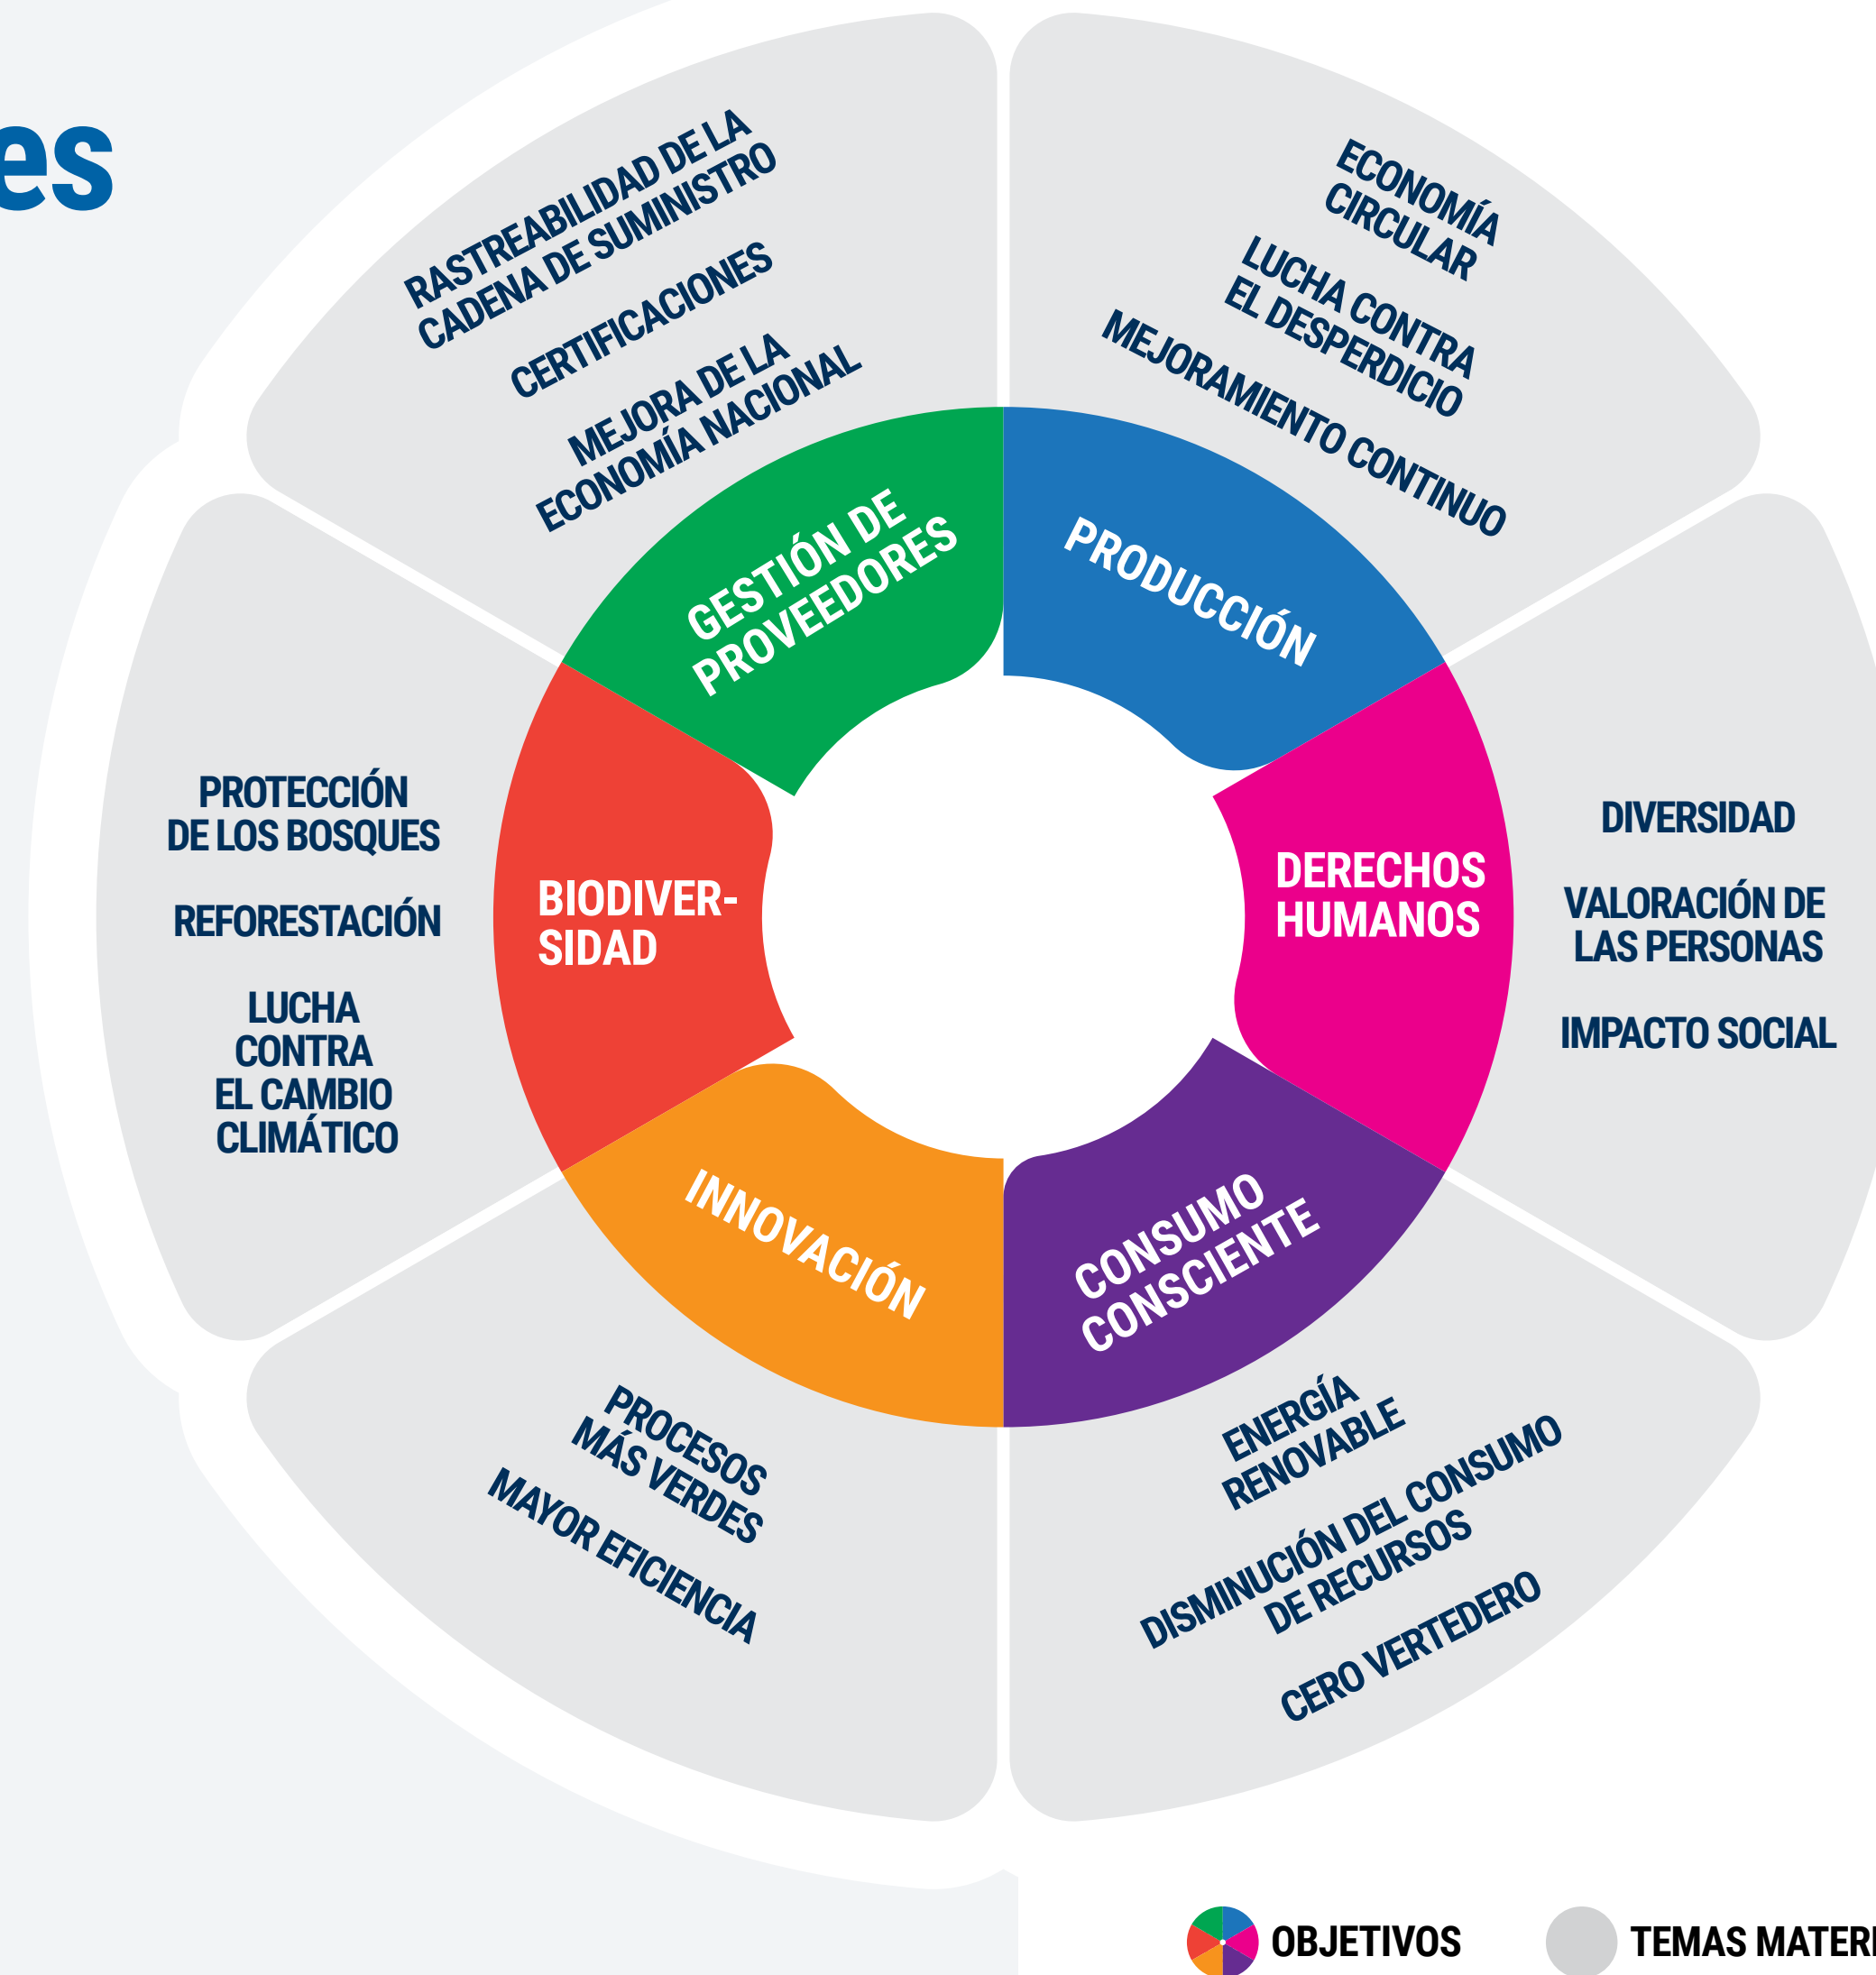 es
RASTREABILIDAD DE LA
CADENA DE SUMINISTRO
CERTIFICACIONES
MEJORA DE LA
ECONOMÍA NACIONAL
ECONOMÍA
CIRCULAR
LUCHA CONTRA
EL DESPERDICIO
MEJORAMIENTO CONTINUO
GESTIÓN DE
PROVEEDORES
PRODUCCIÓN
PROTECCIÓN
DE LOS BOSQUES
REFORESTACIÓN
LUCHA
CONTRA
EL CAMBIO
CLIMÁTICO
BIODIVER-
SIDAD
DERECHOS
HUMANOS
DIVERSIDAD
VALORACIÓN DE
LAS PERSONAS
IMPACTO SOCIAL
INNOVACIÓN
CONSUMO
CONSCIENTE
PROCESOS
MÁS VERDES
MAYOR EFICIENCIA
ENERGÍA
RENOVABLE
DISMINUCIÓN DEL CONSUMO
DE RECURSOS
CERO VERTEDERO
OBJETIVOS
TEMAS MATERI